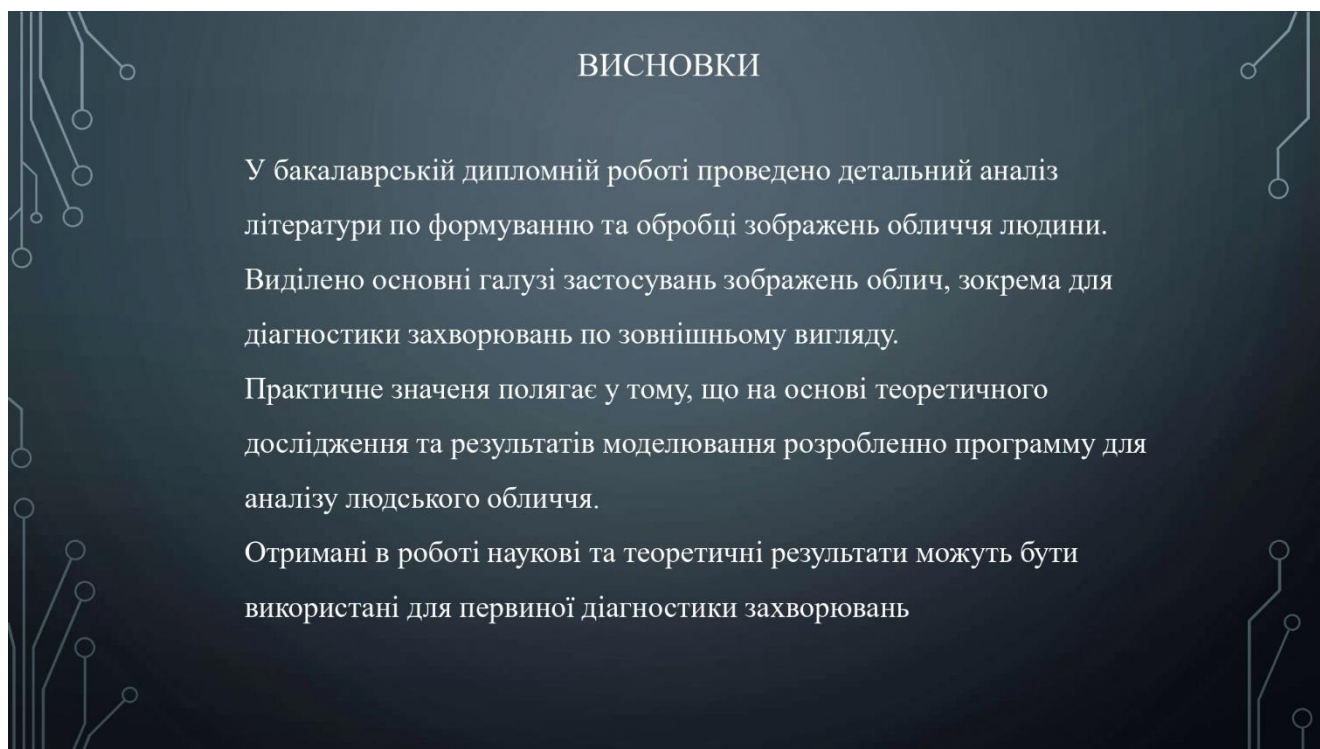 ВИСНОВКИ
У бакалаврській дипломній роботі проведено детальний аналіз
літератури по формуванню та обробці зображень обличчя людини.
Виділено основні галузі застосувань зображень облич, зокрема для
діагностики захворювань по зовнішньому вигляду.
Практичне значеня полягає у тому, що на основі теоретичного
дослідження та результатів моделювання розробленно программу для
аналізу людського обличчя.
Отримані в роботі наукові та теоретичні результати можуть бути
використані для первиної діагностики захворювань